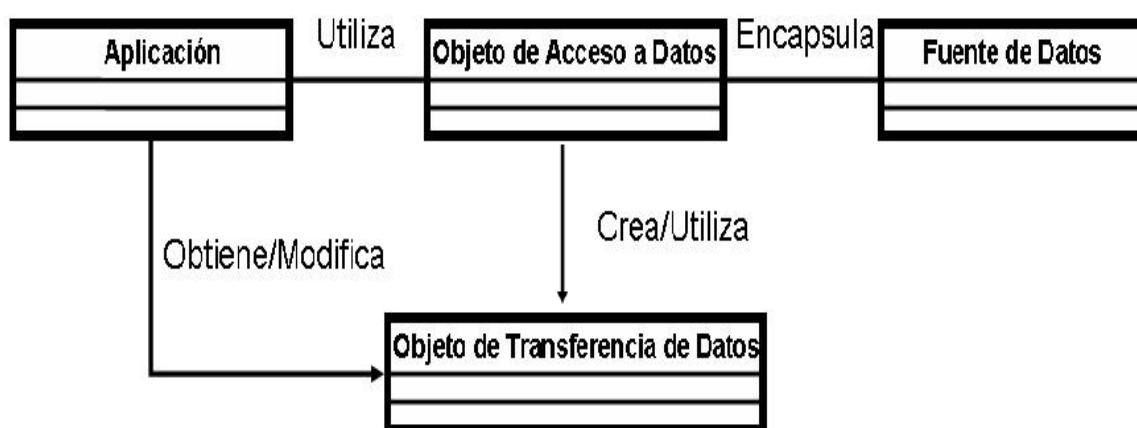 Aplicación
Utiliza
Objeto de Acceso a Datos
Encapsula
Fuente de Datos
Obtiene/Modifica
Crea/Utiliza
Objeto de Transferencia de Datos